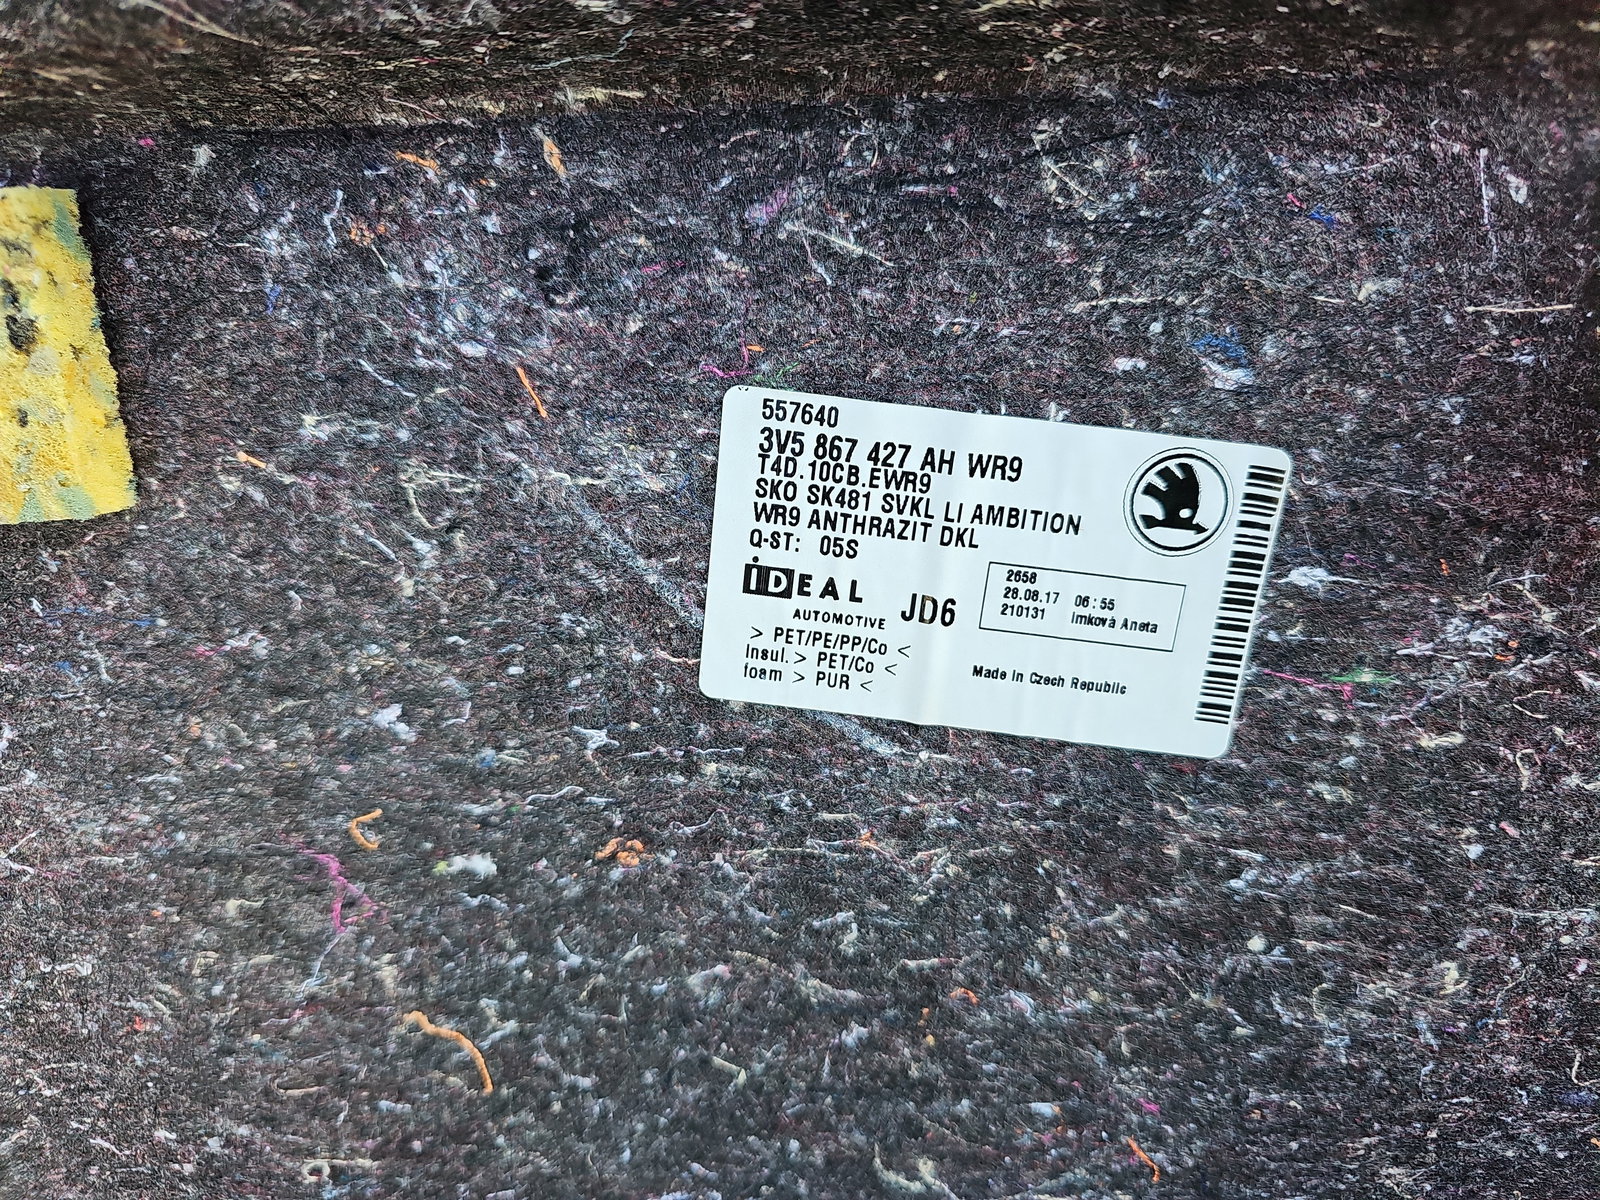 557640
3V5 867 427 AH WR9
T4D.10CB.EWR9
SKO SK481 SVKL LI AMBITION
WR9 ANTHRAZIT DKL
Q-ST: 05S
iDEAL
AUTOMOTIVE
JD6
2658
28.08.17 06:55
210131 Imková Aneta
> PET/PE/PP/Co <
Insul. > PET/Co <
foam > PUR <
Made in Czech Republic